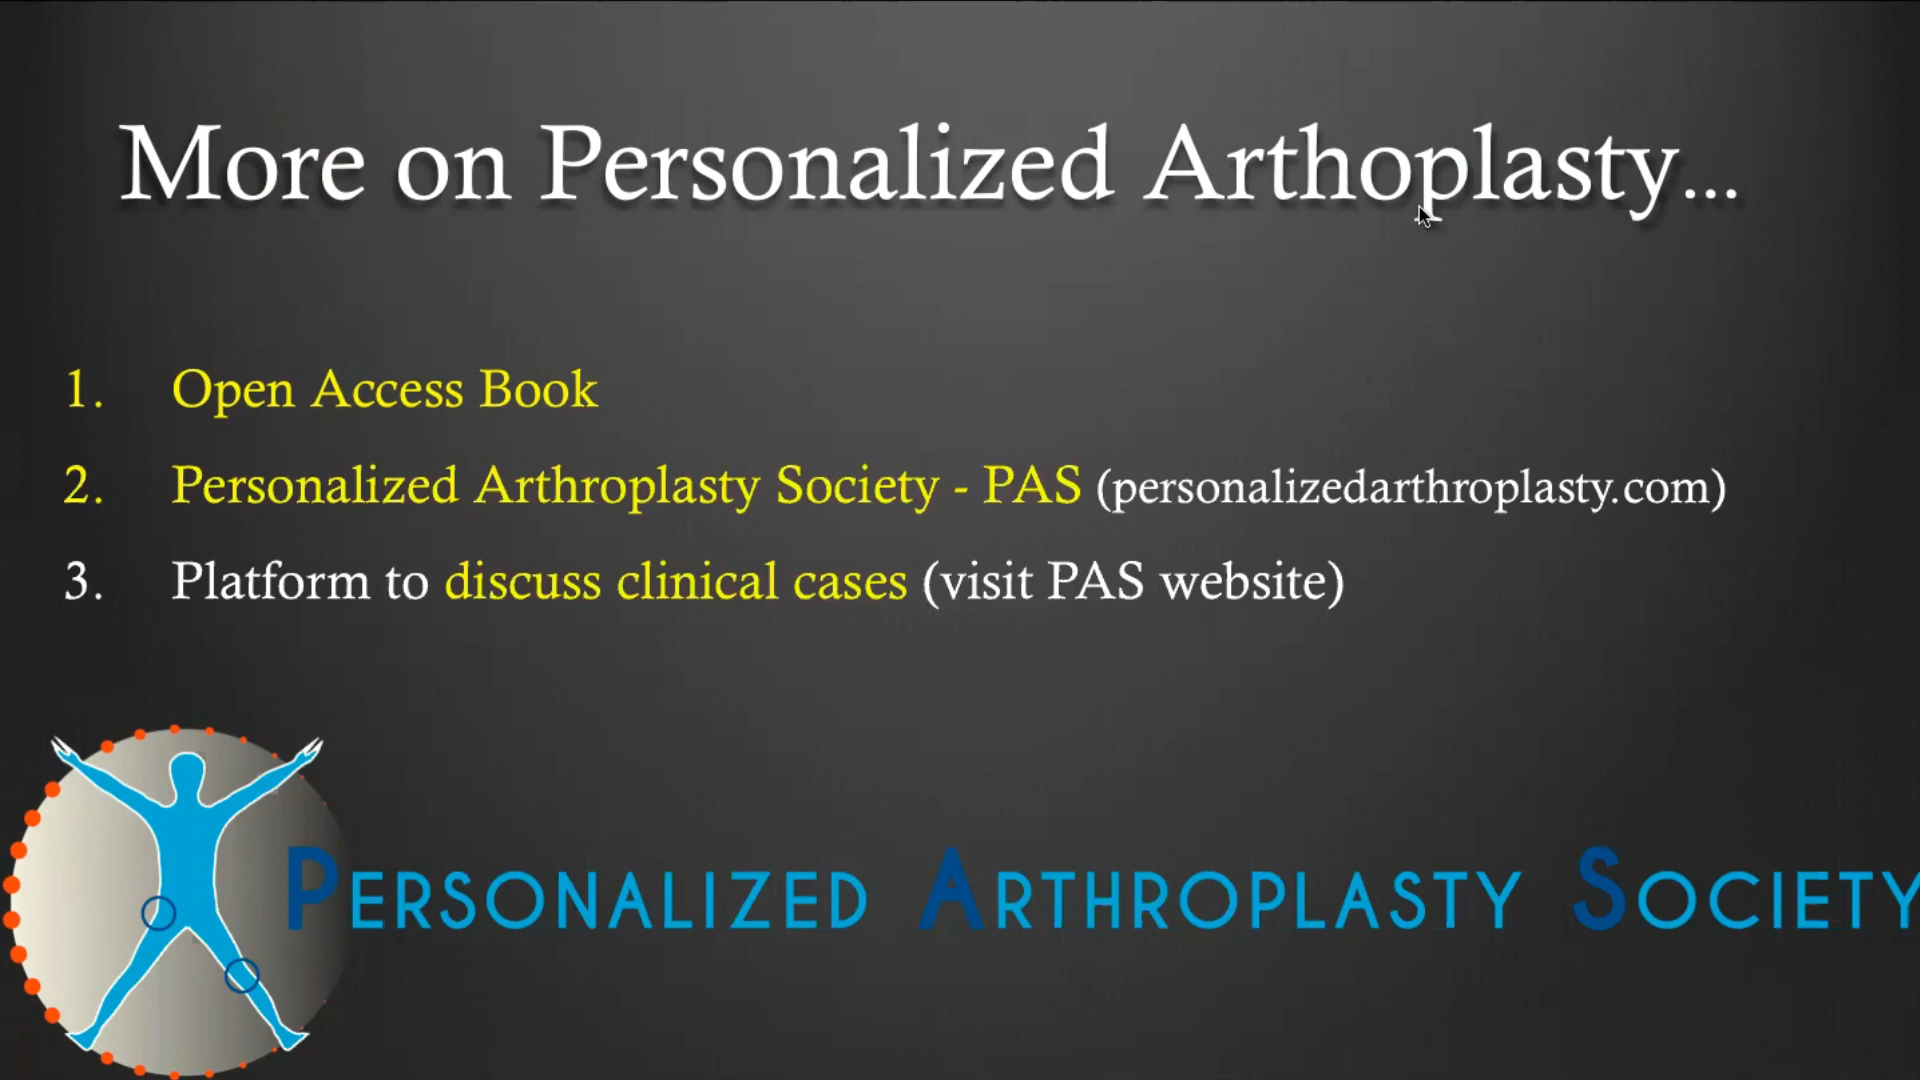 More on Personalized Arthoplasty...
1. Open Access Book
2. Personalized Arthroplasty Society - PAS (personalizedarthroplasty.com)
3. Platform to discuss clinical cases (visit PAS website)
PERSONALIZED ARTHROPLASTY SOCIETY